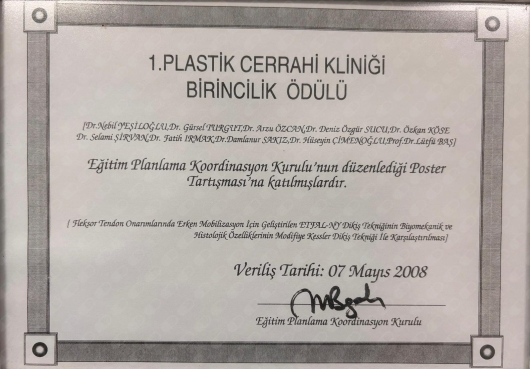 1.PLASTİK CERRAHİ KLİNİĞİ
BİRİNCİLİK ÖDÜLÜ
[Dr.Nebil YEŞİLOĞLU,Dr. Gürsel TURGUT,Dr. Arzu ÖZCAN,Dr. Deniz Özgür SUCU,Dr. Özkan KÖSE
Dr. Selami ŞİRVAN,Dr. Fatih IRMAK,Dr.Damlanur SAKIZ,Dr. Hüseyin ÇİMENOĞLU,Prof.Dr.Lütfü BAŞ]
Eğitim Planlama Koordinasyon Kurulu'nun düzenlediği Poster
Tartışması'na katılmışlardır.
[ Fleksor Tendon Onarımlarında Erken Mobilizasyon İçin Geliştirilen ETFAL-NY Dikiş Tekniğinin Biyomekanik ve
Histolojik Özelliklerinin Modifiye Kessler Dikiş Tekniği İle Karşılaştırılması]
Veriliş Tarihi: 07 Mayıs 2008
Eğitim Planlama Koordinasyon Kurulu